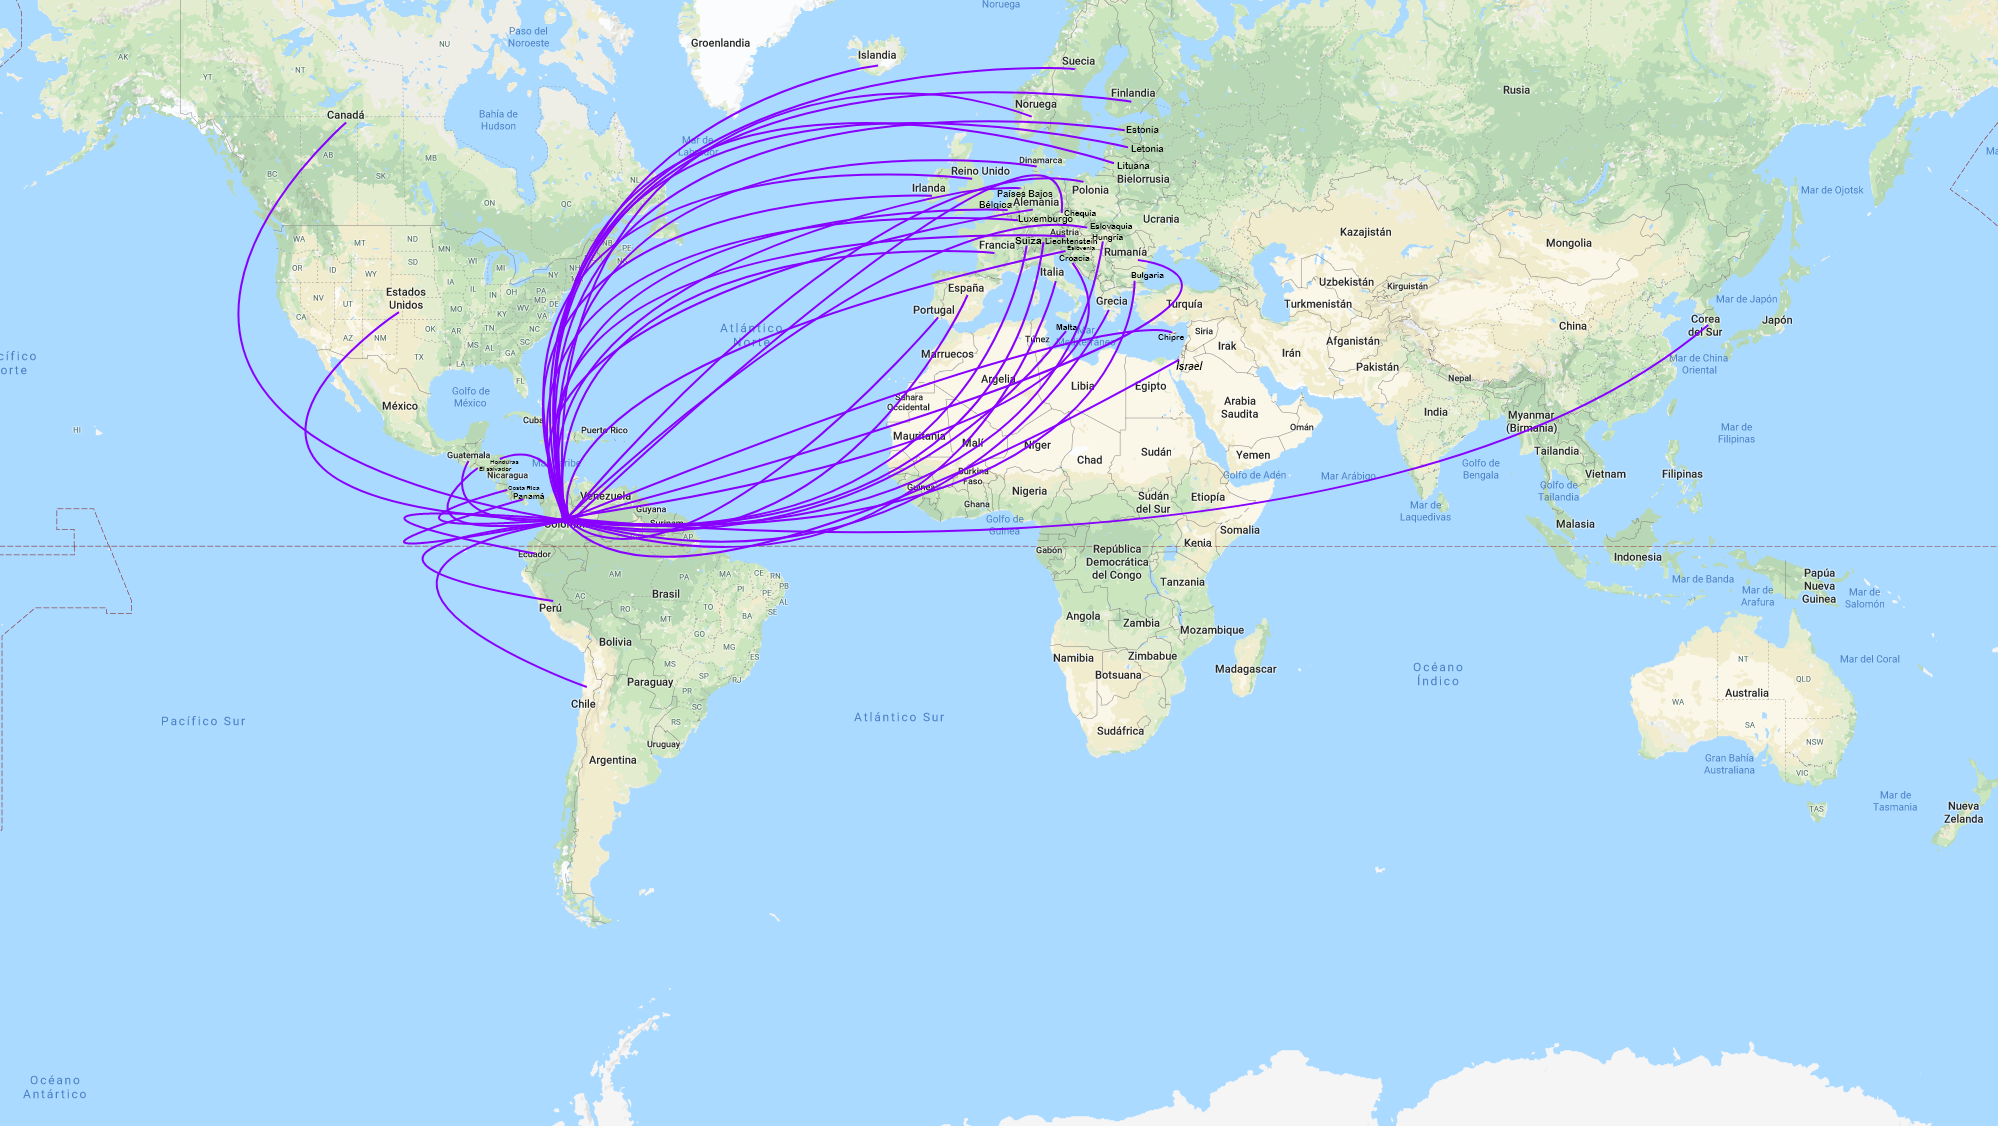 Noruega
Groenlandia
Islandia
Suecia
Paso del
Noroeste
NU
AK
YT
NT
Finlandia
Rusia
Noruega
Canadá
Bahía de
Hudson
Estonia
Mar de
Labrador
Letonia
Dinamarca
Lituana
AB
MB
BC
SK
NL
Reino Unido
Bielorrusia
Irlanda
Polonia
Mar de Ojotsk
Países Bajos
Bélgica
Alemania
ON
QC
Chequia
Luxemburgo
Ucrania
Eslovaquia
Austria
Kazajistán
Hungría
Suiza
Liechtenstein
Mongolia
Francia
Eslovenia
Rumanía
Croacia
WA
MT
ND
MN
NB
PE
NS
OR
ID
WY
SD
WI
MI
NH
IA
NE
Italia
Bulgaria
Uzbekistán
Kirguistán
España
Estados
Unidos
NV
UT
IL
IN
OH
PA
MD
DE
NJ
Grecia
Turquía
Turkmenistán
Mar de Japón
Portugal
CA
MO
WV
KY
VA
Corea
del Sur
Japón
China
Atlántico
Norte
Malta
Mar
Mediterráneo
Túnez
Chipre
Siria
AZ
NM
OK
AR
TN
NC
MS
AL
SC
GA
LA
TX
Marruecos
Irak
Irán
Afganistán
Mar de China
Oriental
Pakistán
Israel
Pacífico
Norte
FL
Argelia
Libia
Egipto
Nepal
Golfo de
México
Sáhara
Occidental
Arabia
Saudita
India
Myanmar
(Birmania)
México
Cuba
Puerto Rico
Omán
HI
Mauritania
Malí
Níger
Mar de
Filipinas
Guatemala
Honduras
El salvador
Nicaragua
Mar Caribe
Chad
Sudán
Yemen
Tailandia
Burkina
Faso
Golfo de Adén
Mar Arábigo
Golfo de
Bengala
Vietnam
Filipinas
Costa Rica
Panamá
Venezuela
Guinea
Nigeria
Sudán
del Sur
Etiopía
Golfo de
Tailandia
Guyana
Ghana
Mar de
Laquedivas
Colombia
Surinam
Golfo de
Guinea
Somalia
Malasia
AP
Ecuador
Gabón
República
Democrática
del Congo
Kenia
Indonesia
AM
PA
MA
CE
RN
PB
Tanzania
Mar de Banda
Papúa
Nueva
Guinea
Perú
AC
Brasil
PI
PE
AL
SE
Mar de
Arafura
Mar de
Salomón
RO
TO
MT
BA
Angola
Zambia
Mozambique
Bolivia
GO
MG
Namibia
Zimbabue
Botsuana
Madagascar
Océano
Índico
NT
Mar del Coral
MS
ES
SP
RJ
QLD
Paraguay
PR
SC
WA
Australia
Chile
Pacífico Sur
Atlántico Sur
RS
SA
Sudáfrica
Uruguay
NSW
Argentina
Gran Bahía
Australiana
VIC
TAS
Mar de
Tasmania
Nueva
Zelanda
Océano
Antártico